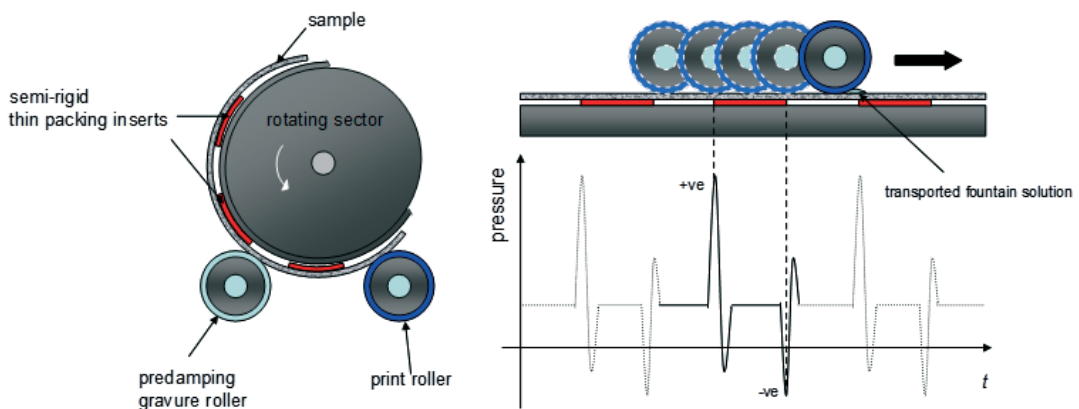 sample
semi-rigid
thin packing inserts
rotating sector
predamping
gravure roller
print roller
transported fountain solution
pressure
+ve
-ve
t